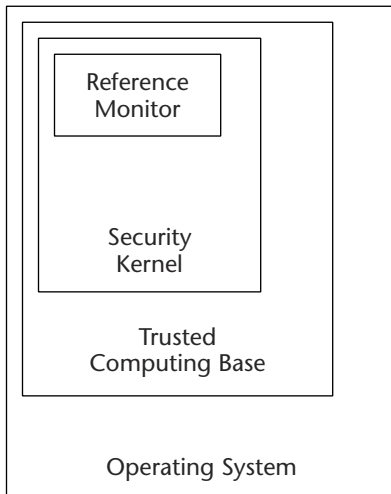 Reference
Monitor
Security
Kernel
Trusted
Computing Base
Operating System